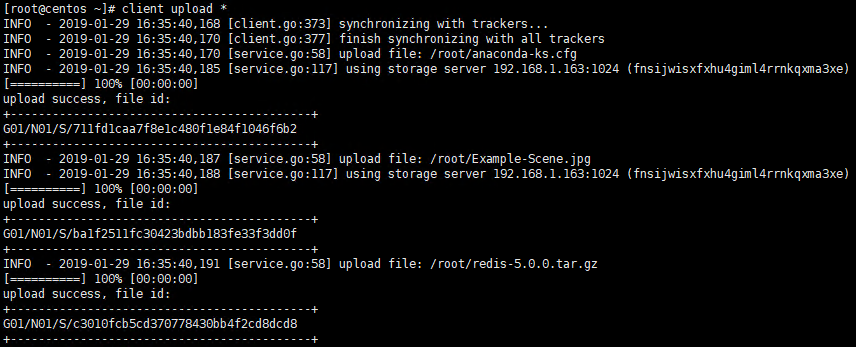 [root@centos ~]# client upload *
INFO  - 2019-01-29 16:35:40,168 [client.go:373] synchronizing with trackers...
INFO  - 2019-01-29 16:35:40,170 [client.go:377] finish synchronizing with all trackers
INFO  - 2019-01-29 16:35:40,170 [service.go:58] upload file: /root/anaconda-ks.cfg
INFO  - 2019-01-29 16:35:40,185 [service.go:117] using storage server 192.168.1.163:1024 (fnsijwisxfxhu4giml4rrnkqxma3xe)
[==========] 100% [00:00:00]
upload success, file id:
+-------------------------------------------+
G01/N01/S/711fd1caa7f8e1c480f1e84f1046f6b2
+-------------------------------------------+
INFO  - 2019-01-29 16:35:40,187 [service.go:58] upload file: /root/Example-Scene.jpg
INFO  - 2019-01-29 16:35:40,188 [service.go:117] using storage server 192.168.1.163:1024 (fnsijwisxfxhu4giml4rrnkqxma3xe)
[==========] 100% [00:00:00]
upload success, file id:
+-------------------------------------------+
G01/N01/S/ba1f2511fc30423bdbb183fe33f3dd0f
+-------------------------------------------+
INFO  - 2019-01-29 16:35:40,191 [service.go:58] upload file: /root/redis-5.0.0.tar.gz
[==========] 100% [00:00:00]
upload success, file id:
+-------------------------------------------+
G01/N01/S/c3010fcb5cd370778430bb4f2cd8dcd8
+-------------------------------------------+